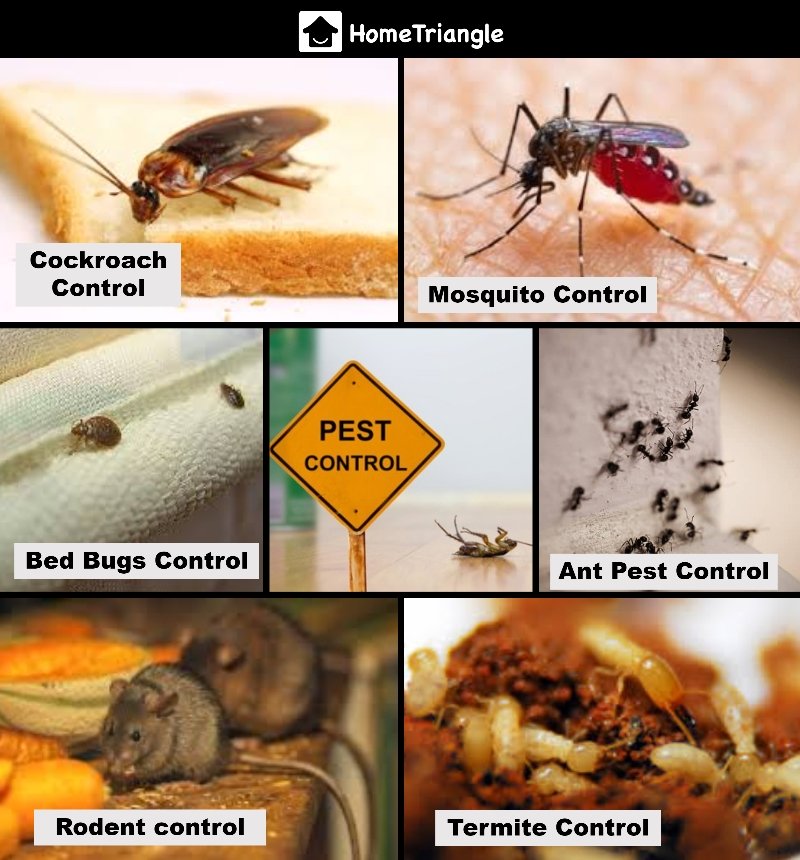 HomeTriangle
Cockroach
Control
Mosquito Control
Bed Bugs Control
PEST
CONTROL
Ant Pest Control
Rodent control
Termite Control